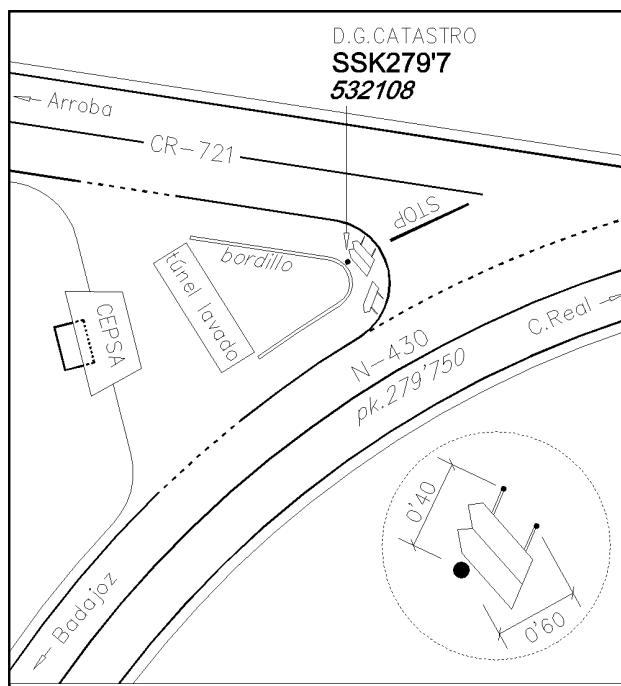 D.G.CATASTRO
SSK279'7
532108
Arroba
CR-721
STOP
bordillo
túnel lavado
CEPSA
N-430
C.Real
pk.279'750
0'40
Badajoz
0'60